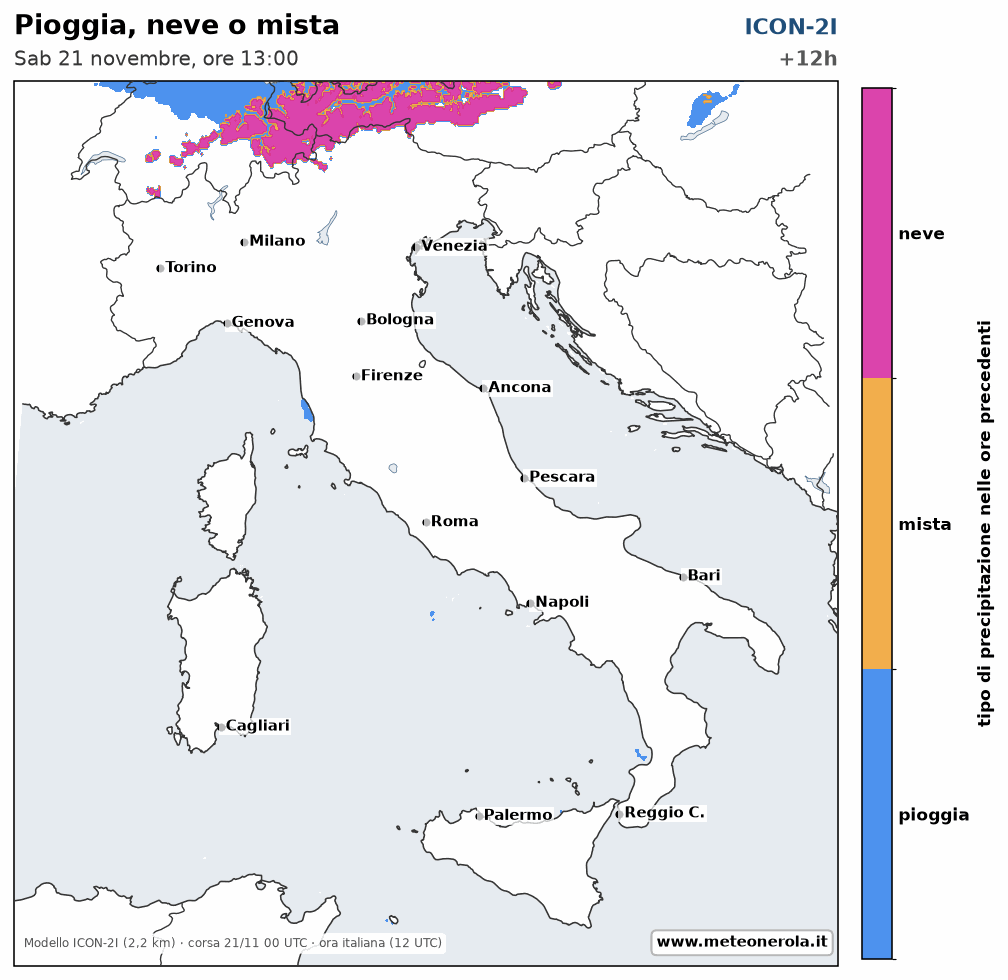 Pioggia, neve o mista
ICON-2I
Sab 21 novembre, ore 13:00
+12h
neve
Milano
Venezia
Torino
Genova
Bologna
Firenze
Ancona
Pescara
mista
Roma
Bari
Napoli
Cagliari
Palermo
Reggio C.
pioggia
tipo di precipitazione nelle ore precedenti
Modello ICON-2I (2,2 km) · corsa 21/11 00 UTC · ora italiana (12 UTC)
www.meteonerola.it